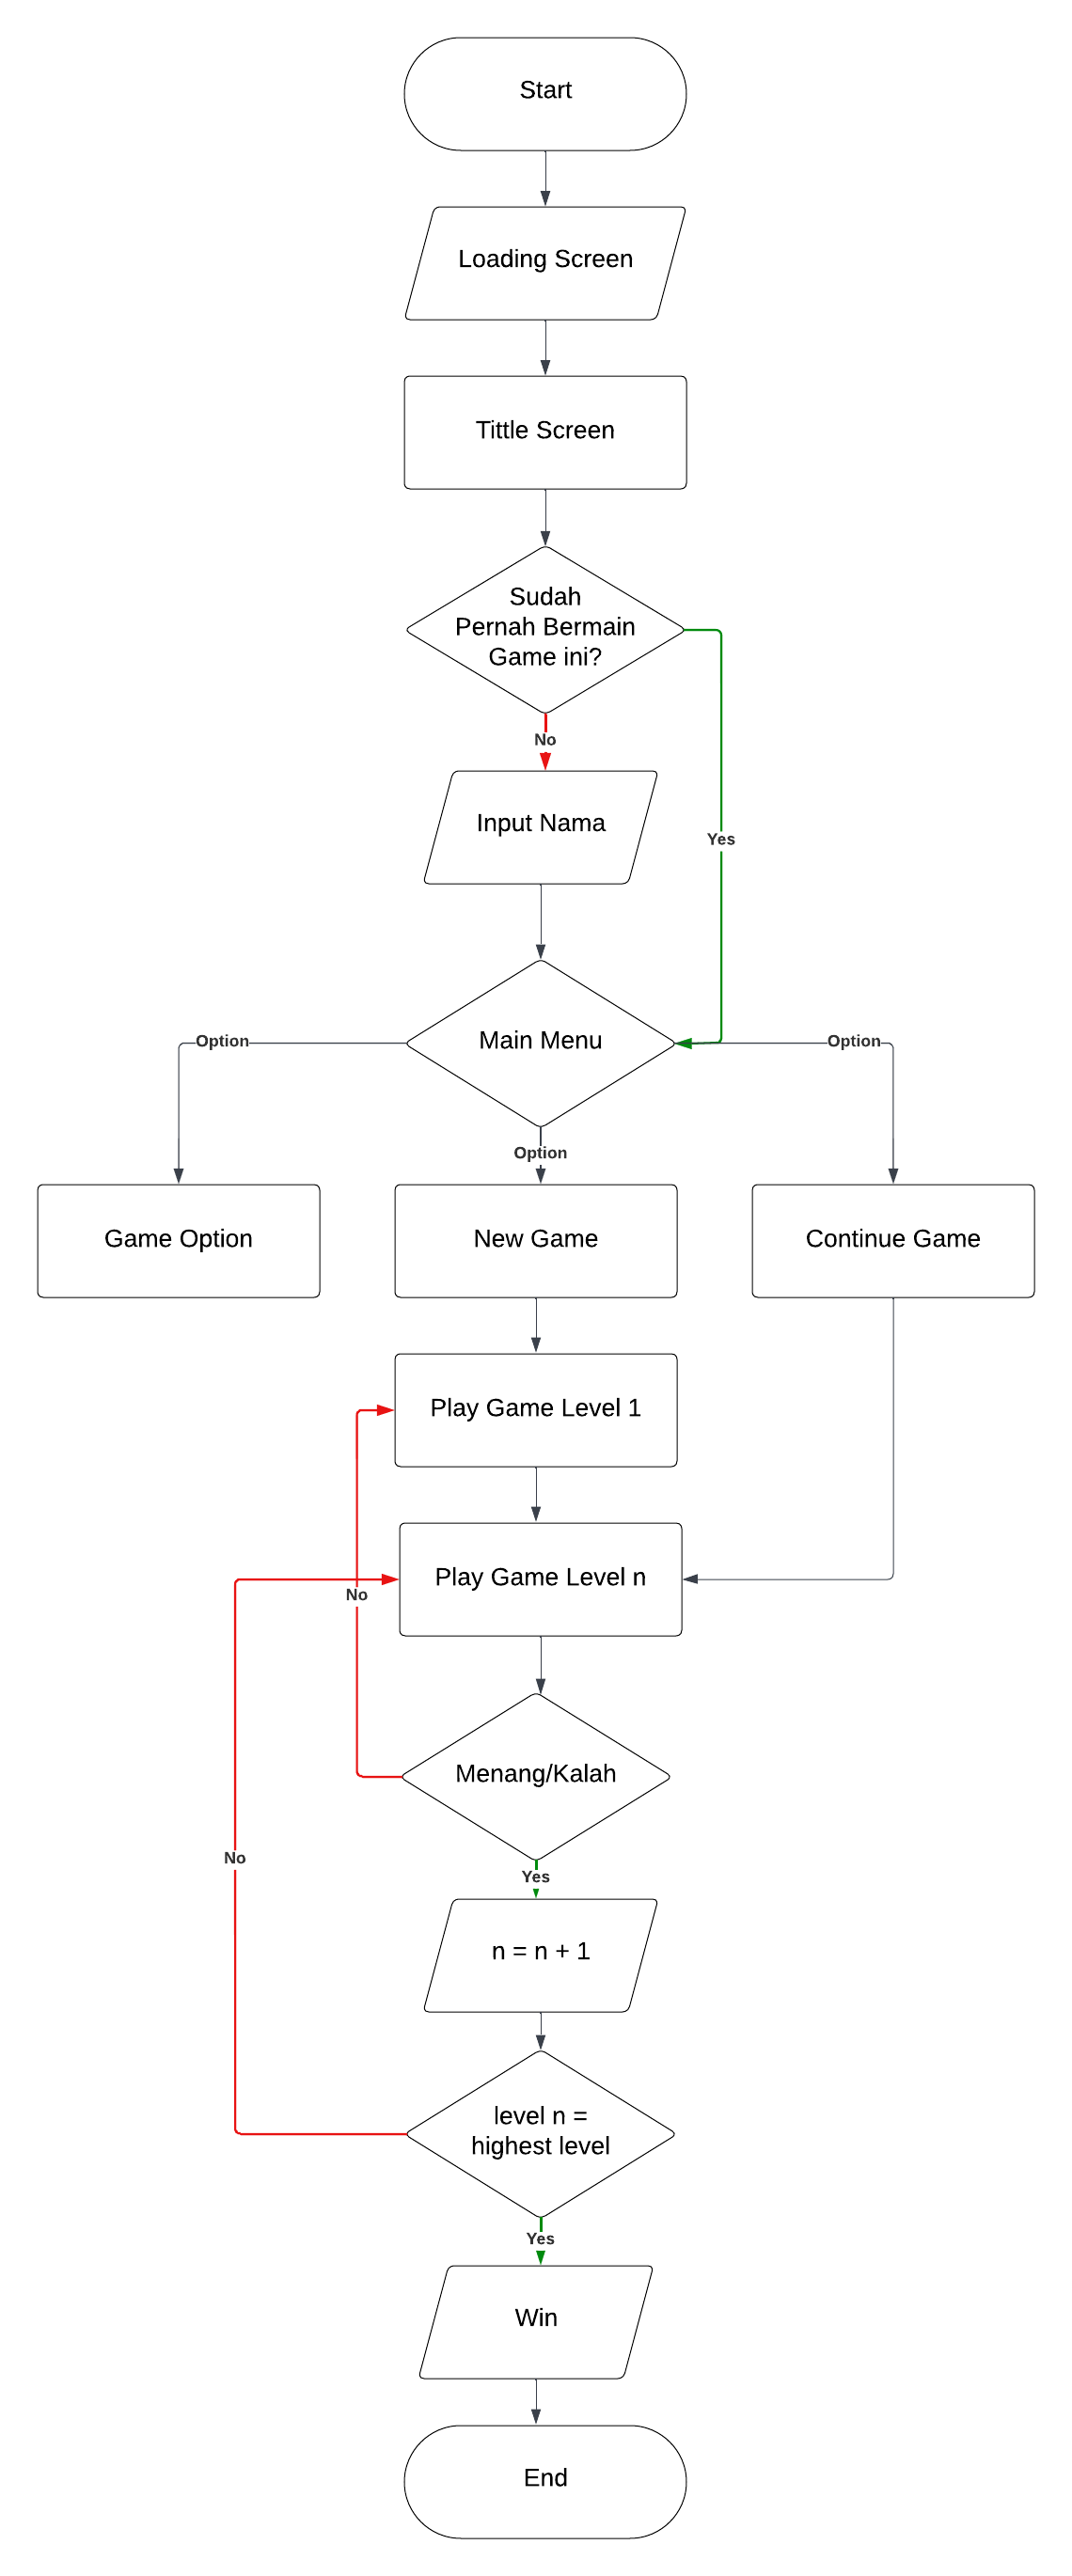 Start
Loading Screen
Tittle Screen
Sudah
Pernah Bermain
Game ini?
No
Input Nama
Yes
Main Menu
Option
Option
Option
Game Option
New Game
Continue Game
Play Game Level 1
Play Game Level n
No
Menang/Kalah
No
Yes
n = n + 1
level n =
highest level
Yes
Win
End